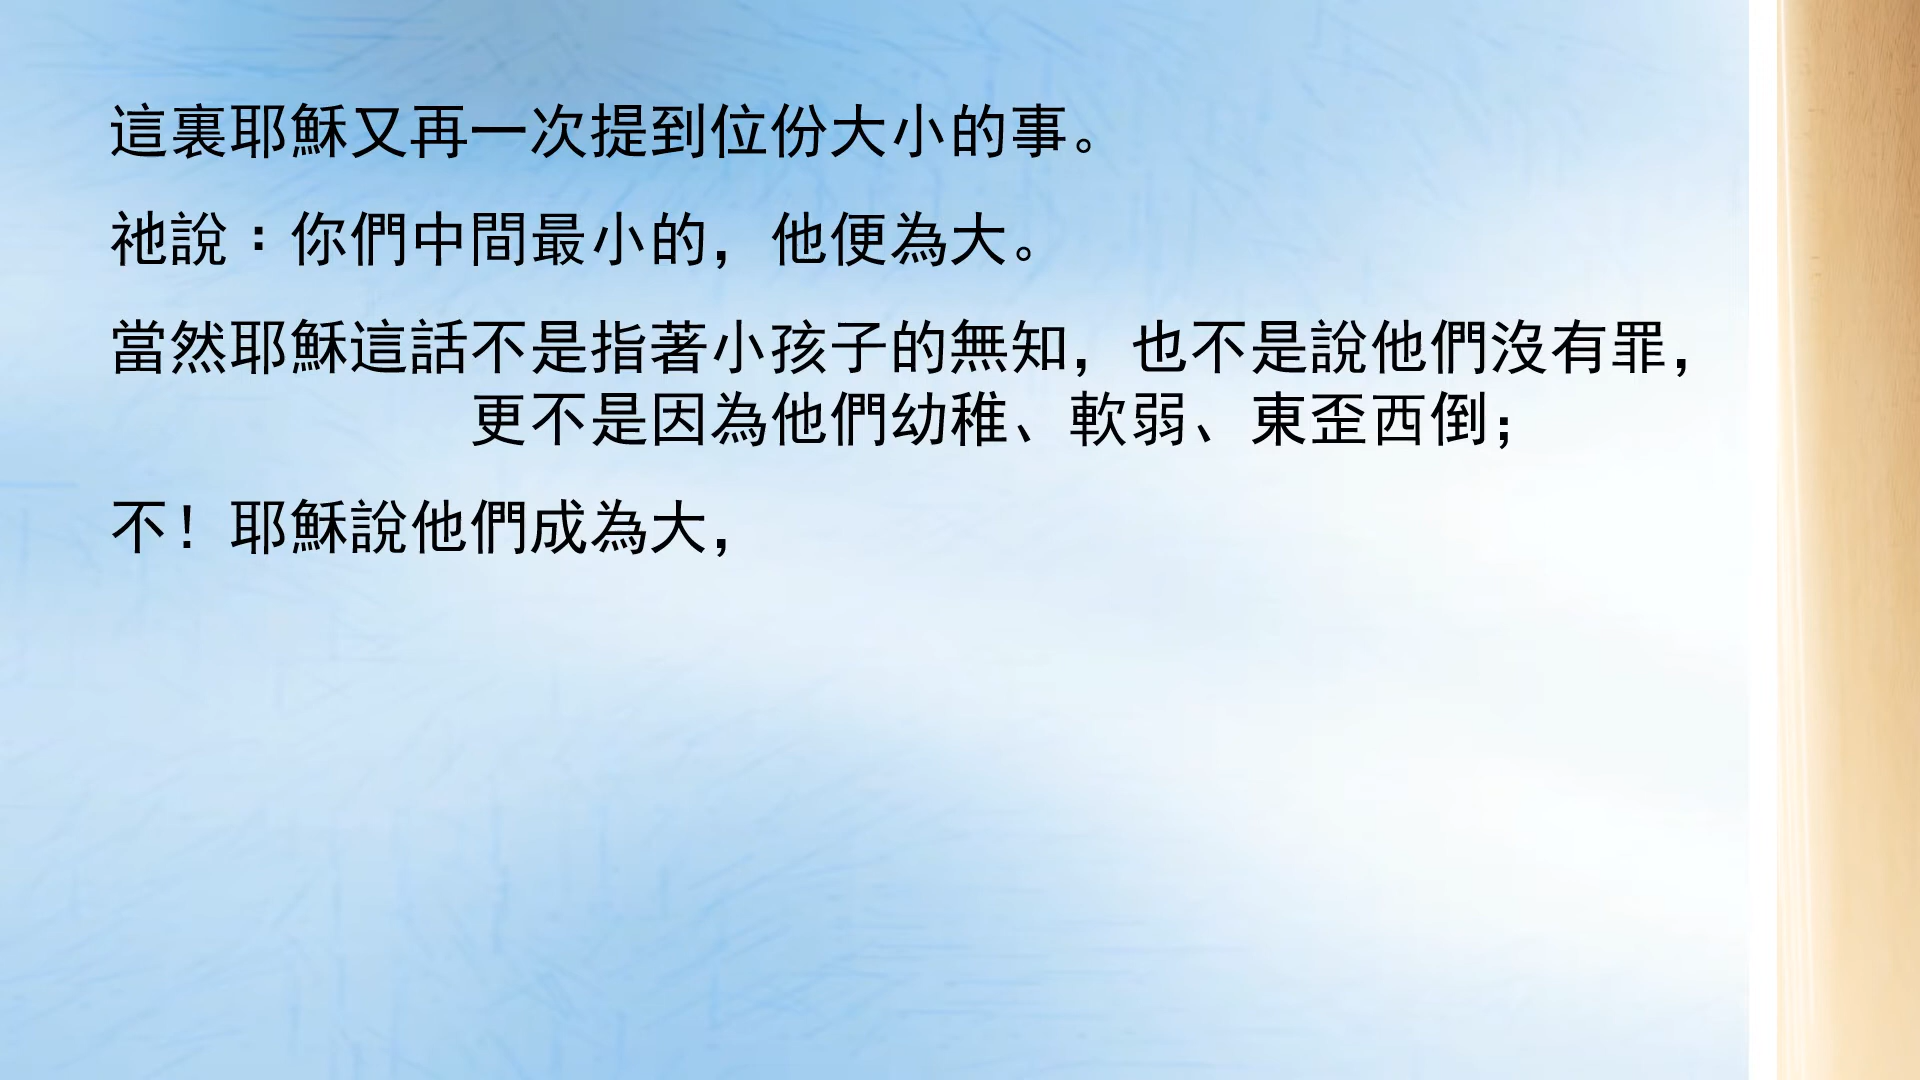 這裏耶穌又再一次提到位份大小的事。
祂說：你們中間最小的，他便為大。
當然耶穌這話不是指著小孩子的無知，也不是說他們沒有罪，
更不是因為他們幼稚、軟弱、東歪西倒；
不！耶穌說他們成為大，